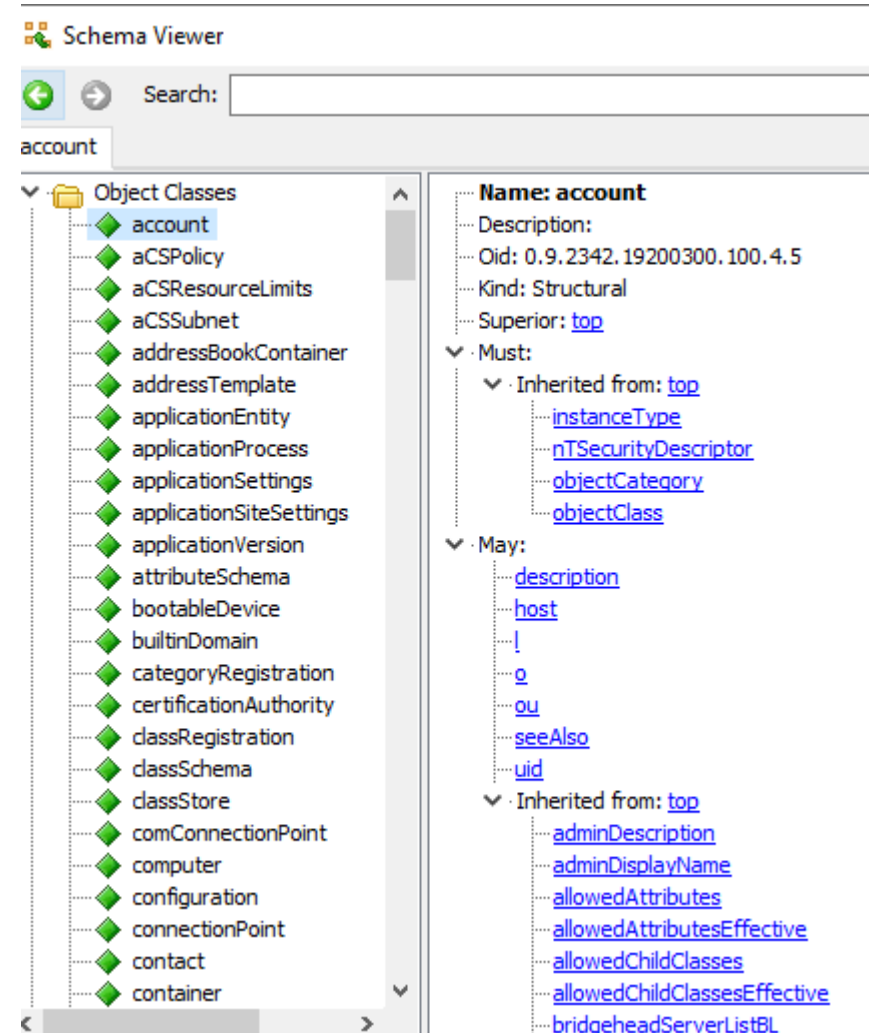 Schema Viewer
Search:
account
Object Classes
account
aCSPolicy
aCSResourceLimits
aCSSubnet
addressBookContainer
addressTemplate
applicationEntity
applicationProcess
applicationSettings
applicationSiteSettings
applicationVersion
attributeSchema
bootableDevice
builtinDomain
categoryRegistration
certificationAuthority
classRegistration
classSchema
classStore
comConnectionPoint
computer
configuration
connectionPoint
contact
container
Name: account
Description:
Oid: 0.9.2342.19200300.100.4.5
Kind: Structural
Superior: top
Must:
Inherited from: top
instanceType
nTSecurityDescriptor
objectCategory
objectClass
May:
description
host
l
o
ou
seeAlso
uid
Inherited from: top
adminDescription
adminDisplayName
allowedAttributes
allowedAttributesEffective
allowedChildClasses
allowedChildClassesEffective
bridgeheadServerListBL